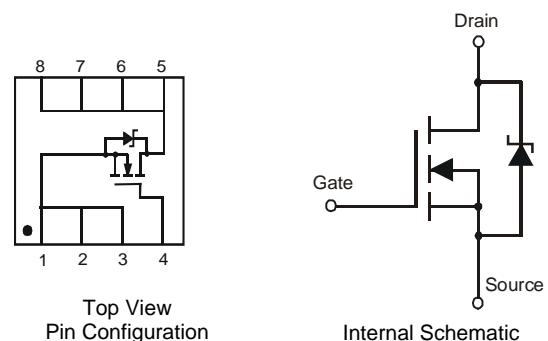 8 7 6 5
1 2 3 4
Top View
Pin Configuration
Drain
Gate
Source
Internal Schematic